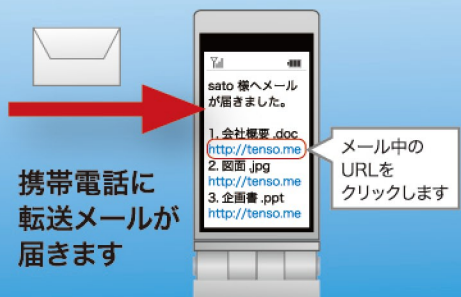 sato 様へメール
が届きました。
1. 会社概要 .doc
http://tenso.me
2. 図面 .jpg
http://tenso.me
3. 企画書 .ppt
http://tenso.me
メール中の
URLを
クリックします
携帯電話に
転送メールが
届きます